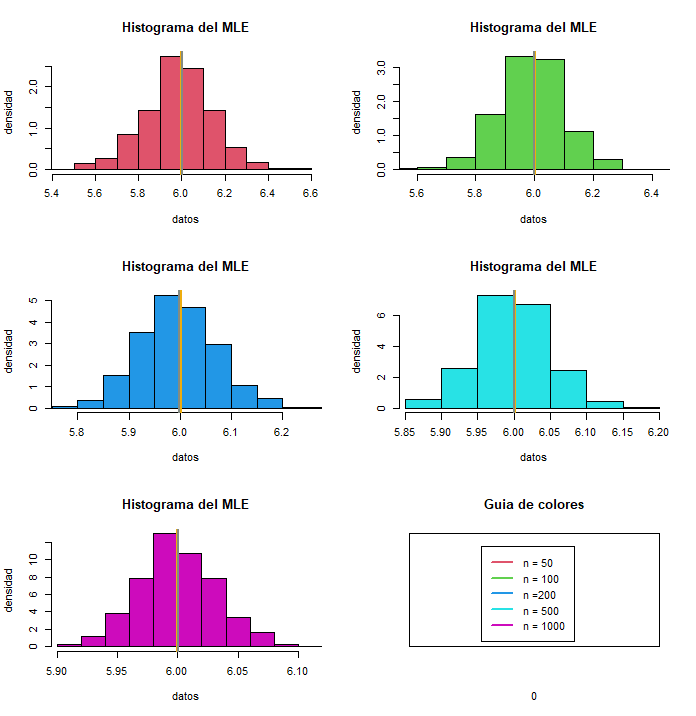 Histograma del MLE
densidad
0.0 1.0 2.0
5.4 5.6 5.8 6.0 6.2 6.4 6.6
datos
Histograma del MLE
densidad
0.0 1.0 2.0 3.0
5.6 5.8 6.0 6.2 6.4
datos
Histograma del MLE
densidad
0 1 2 3 4 5
5.8 5.9 6.0 6.1 6.2
datos
Histograma del MLE
densidad
0 2 4 6
5.85 5.90 5.95 6.00 6.05 6.10 6.15 6.20
datos
Histograma del MLE
densidad
0 2 4 6 8 10
5.90 5.95 6.00 6.05 6.10
datos
Guia de colores
n = 50
n = 100
n =200
n = 500
n = 1000
0